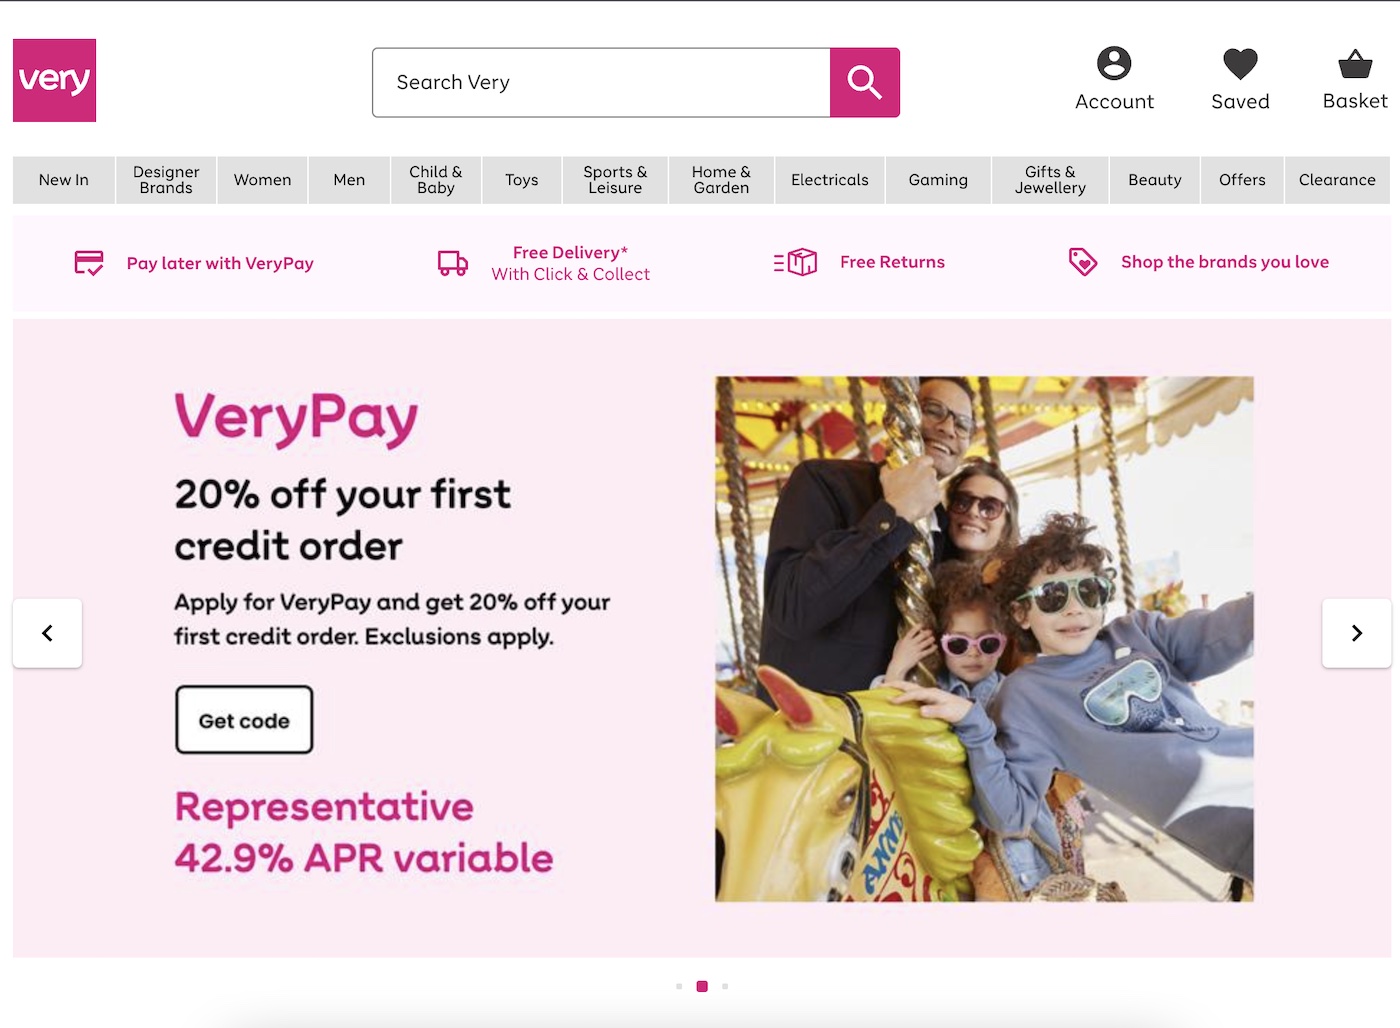 very
Search Very
Account
Saved
Basket
New In
Designer
Brands
Women
Men
Child &
Baby
Toys
Sports &
Leisure
Home &
Garden
Electricals
Gaming
Gifts &
Jewellery
Beauty
Offers
Clearance
Pay later with VeryPay
Free Delivery*
With Click & Collect
Free Returns
Shop the brands you love
VeryPay
20% off your first
credit order
Apply for VeryPay and get 20% off your
first credit order. Exclusions apply.
Get code
Representative
42.9% APR variable